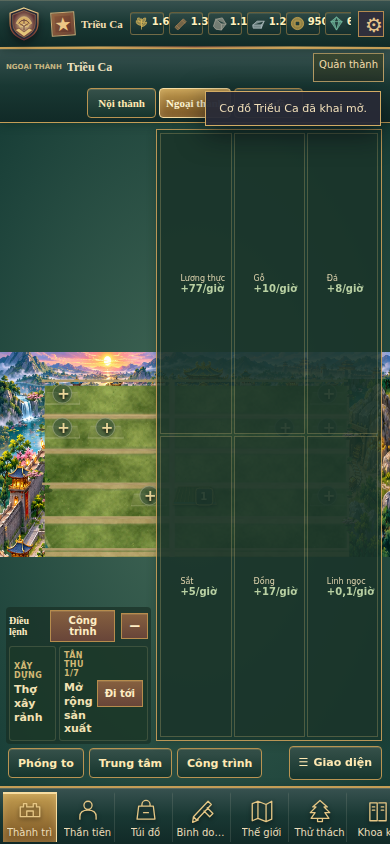 Triều Ca
1.6
1.3
1.1
1.2
950
NGOẠI THÀNH Triều Ca
Quản thành
Nội thành
Cơ đồ Triều Ca đã khai mở.
Lương thực
+77/giờ
Gỗ
+10/giờ
Đá
+8/giờ
1
Sắt
+5/giờ
Đồng
+17/giờ
Linh ngọc
+0,1/giờ
Điều lệnh
Công trình
XÂY DỰNG
Thợ xây rảnh
TÂN THỦ 1/7
Mở rộng sản xuất
Đi tới
Phóng to
Trung tâm
Công trình
☰ Giao diện
Thành trì
Thần tiên
Túi đồ
Binh do...
Thế giới
Thử thách